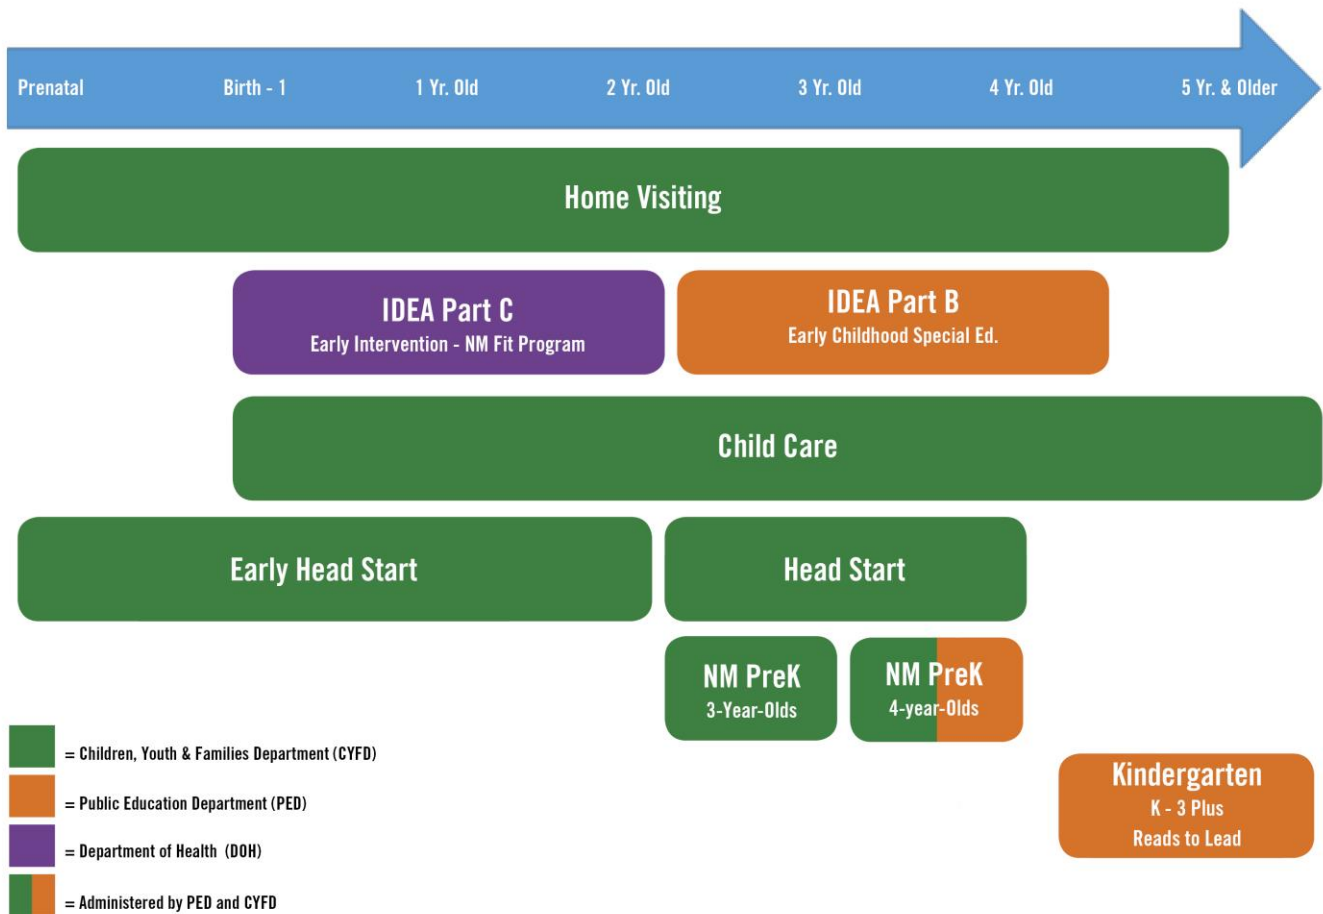 Prenatal Birth - 1 1 Yr. Old 2 Yr. Old 3 Yr. Old 4 Yr. Old 5 Yr. & Older
Home Visiting
IDEA Part C
Early Intervention - NM Fit Program
IDEA Part B
Early Childhood Special Ed.
Child Care
Early Head Start
Head Start
NM PreK
3-Year-Olds
NM PreK
4-year-Olds
Kindergarten
K - 3 Plus
Reads to Lead
= Children, Youth & Families Department (CYFD)
= Public Education Department (PED)
= Department of Health (DOH)
= Administered by PED and CYFD